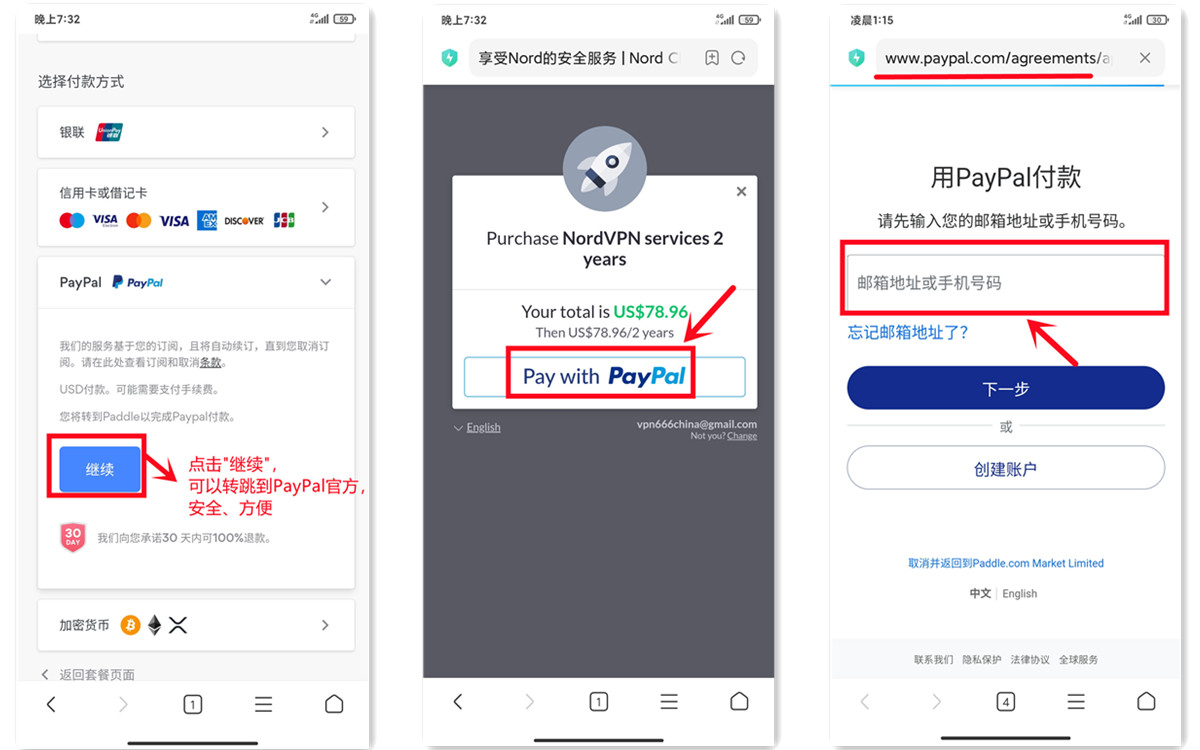 晚上7:32
4G
59
选择付款方式
银联
UnionPay
银联
信用卡或借记卡
VISA
Electron
VISA
AM
EX
DISCOVER
JCB
PayPal
PayPal
我们的服务基于您的订阅，且将自动续订，直到您取消订
阅。请在此处查看订阅和取消条款。
USD付款。可能需要支付手续费。
您将转到Paddle以完成Paypal付款。
继续
点击"继续"，
可以转跳到PayPal官方，
安全、方便
30
DAY
我们向您承诺30 天内可100%退款。
加密货币
返回套餐页面
1
晚上7:32
4G
59
享受Nord的安全服务 | Nord C
Purchase NordVPN services 2
years
Your total is US$78.96
Then US$78.96/2 years
Pay with PayPal
English
vpn666china@gmail.com
Not you? Change
1
凌晨1:15
4G
30
www.paypal.com/agreements/a
用PayPal付款
请先输入您的邮箱地址或手机号码。
邮箱地址或手机号码
忘记邮箱地址了？
下一步
或
创建账户
取消并返回到Paddle.com Market Limited
中文 | English
联系我们 隐私保护 法律协议 全球服务
4